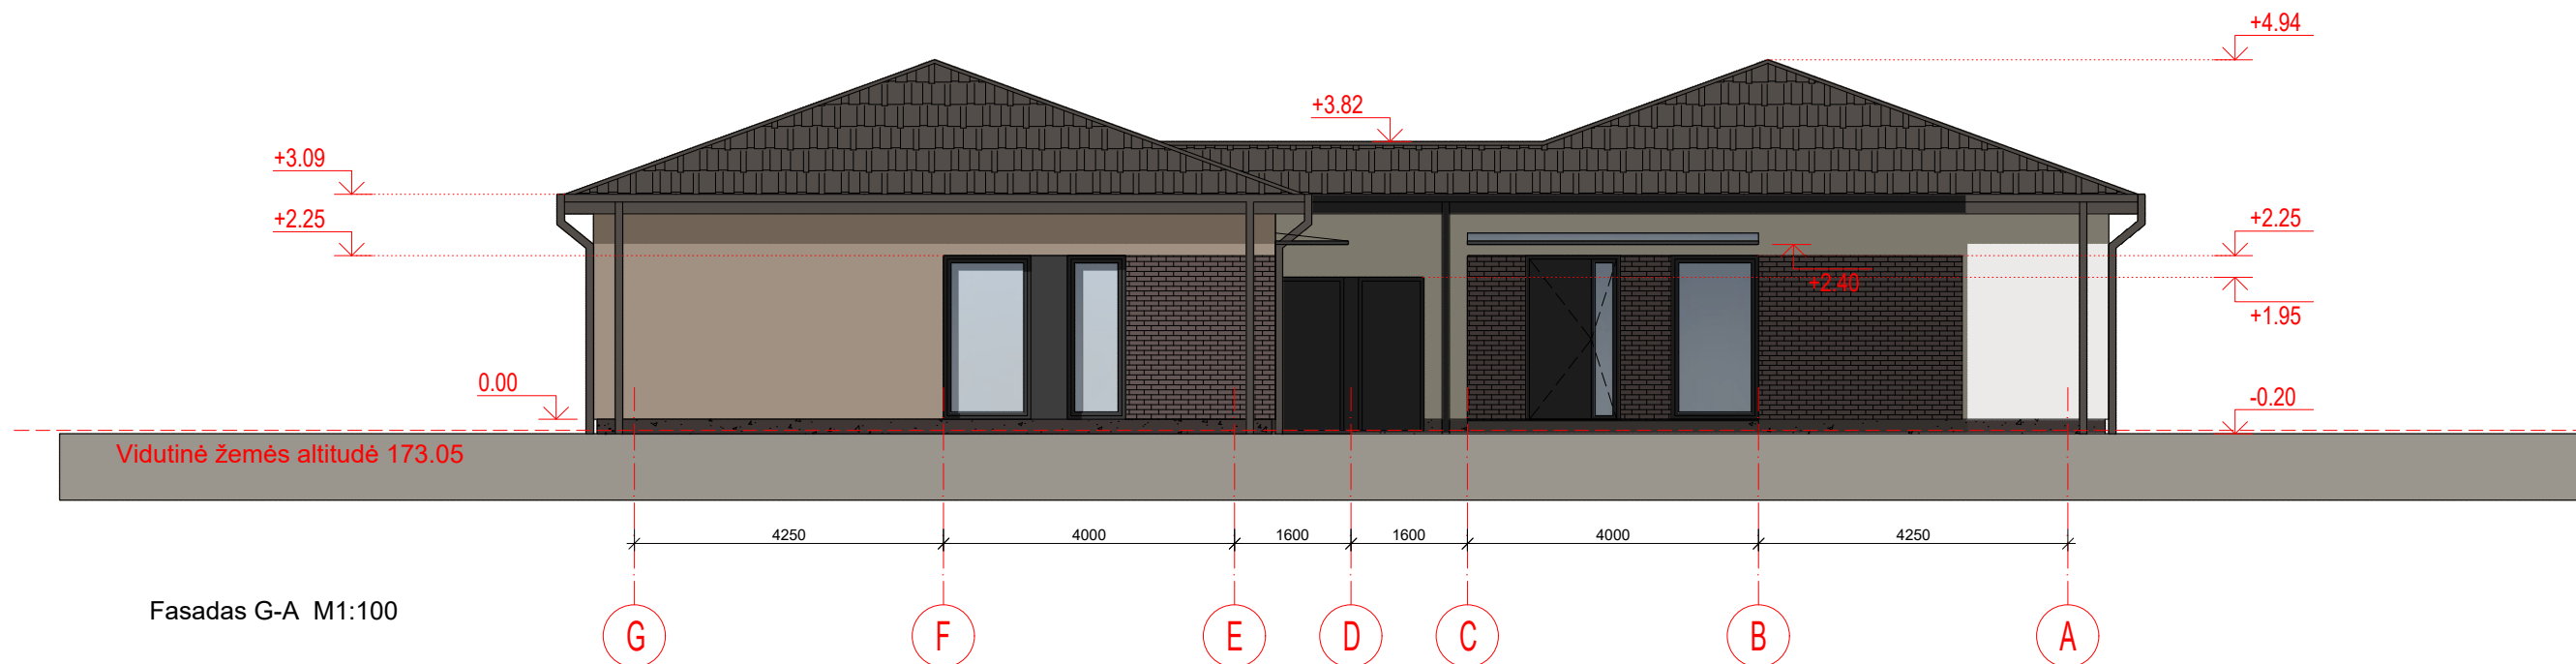 +4.94
+3.82
+3.09
+2.25
+2.25
+2.40
+1.95
0.00
-0.20
Vidutinė žemės altitudė 173.05
4250 4000 1600 1600 4000 4250
Fasadas G-A M1:100
G F E D C B A